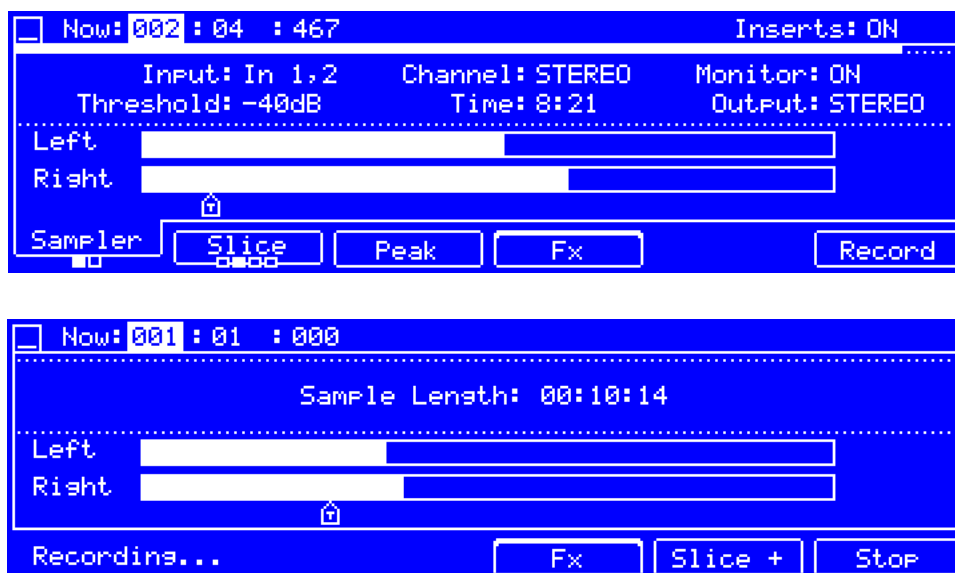 Now: 002 : 04 : 467 Inserts: ON
Input: In 1,2 Channel: STEREO Monitor: ON
Threshold: -40dB Time: 8:21 Output: STEREO
Left
Right
T
Sampler Slice Peak Fx Record
Now: 001 : 01 : 000
Sample Length: 00:10:14
Left
Right
T
Recording... Fx Slice + Stop